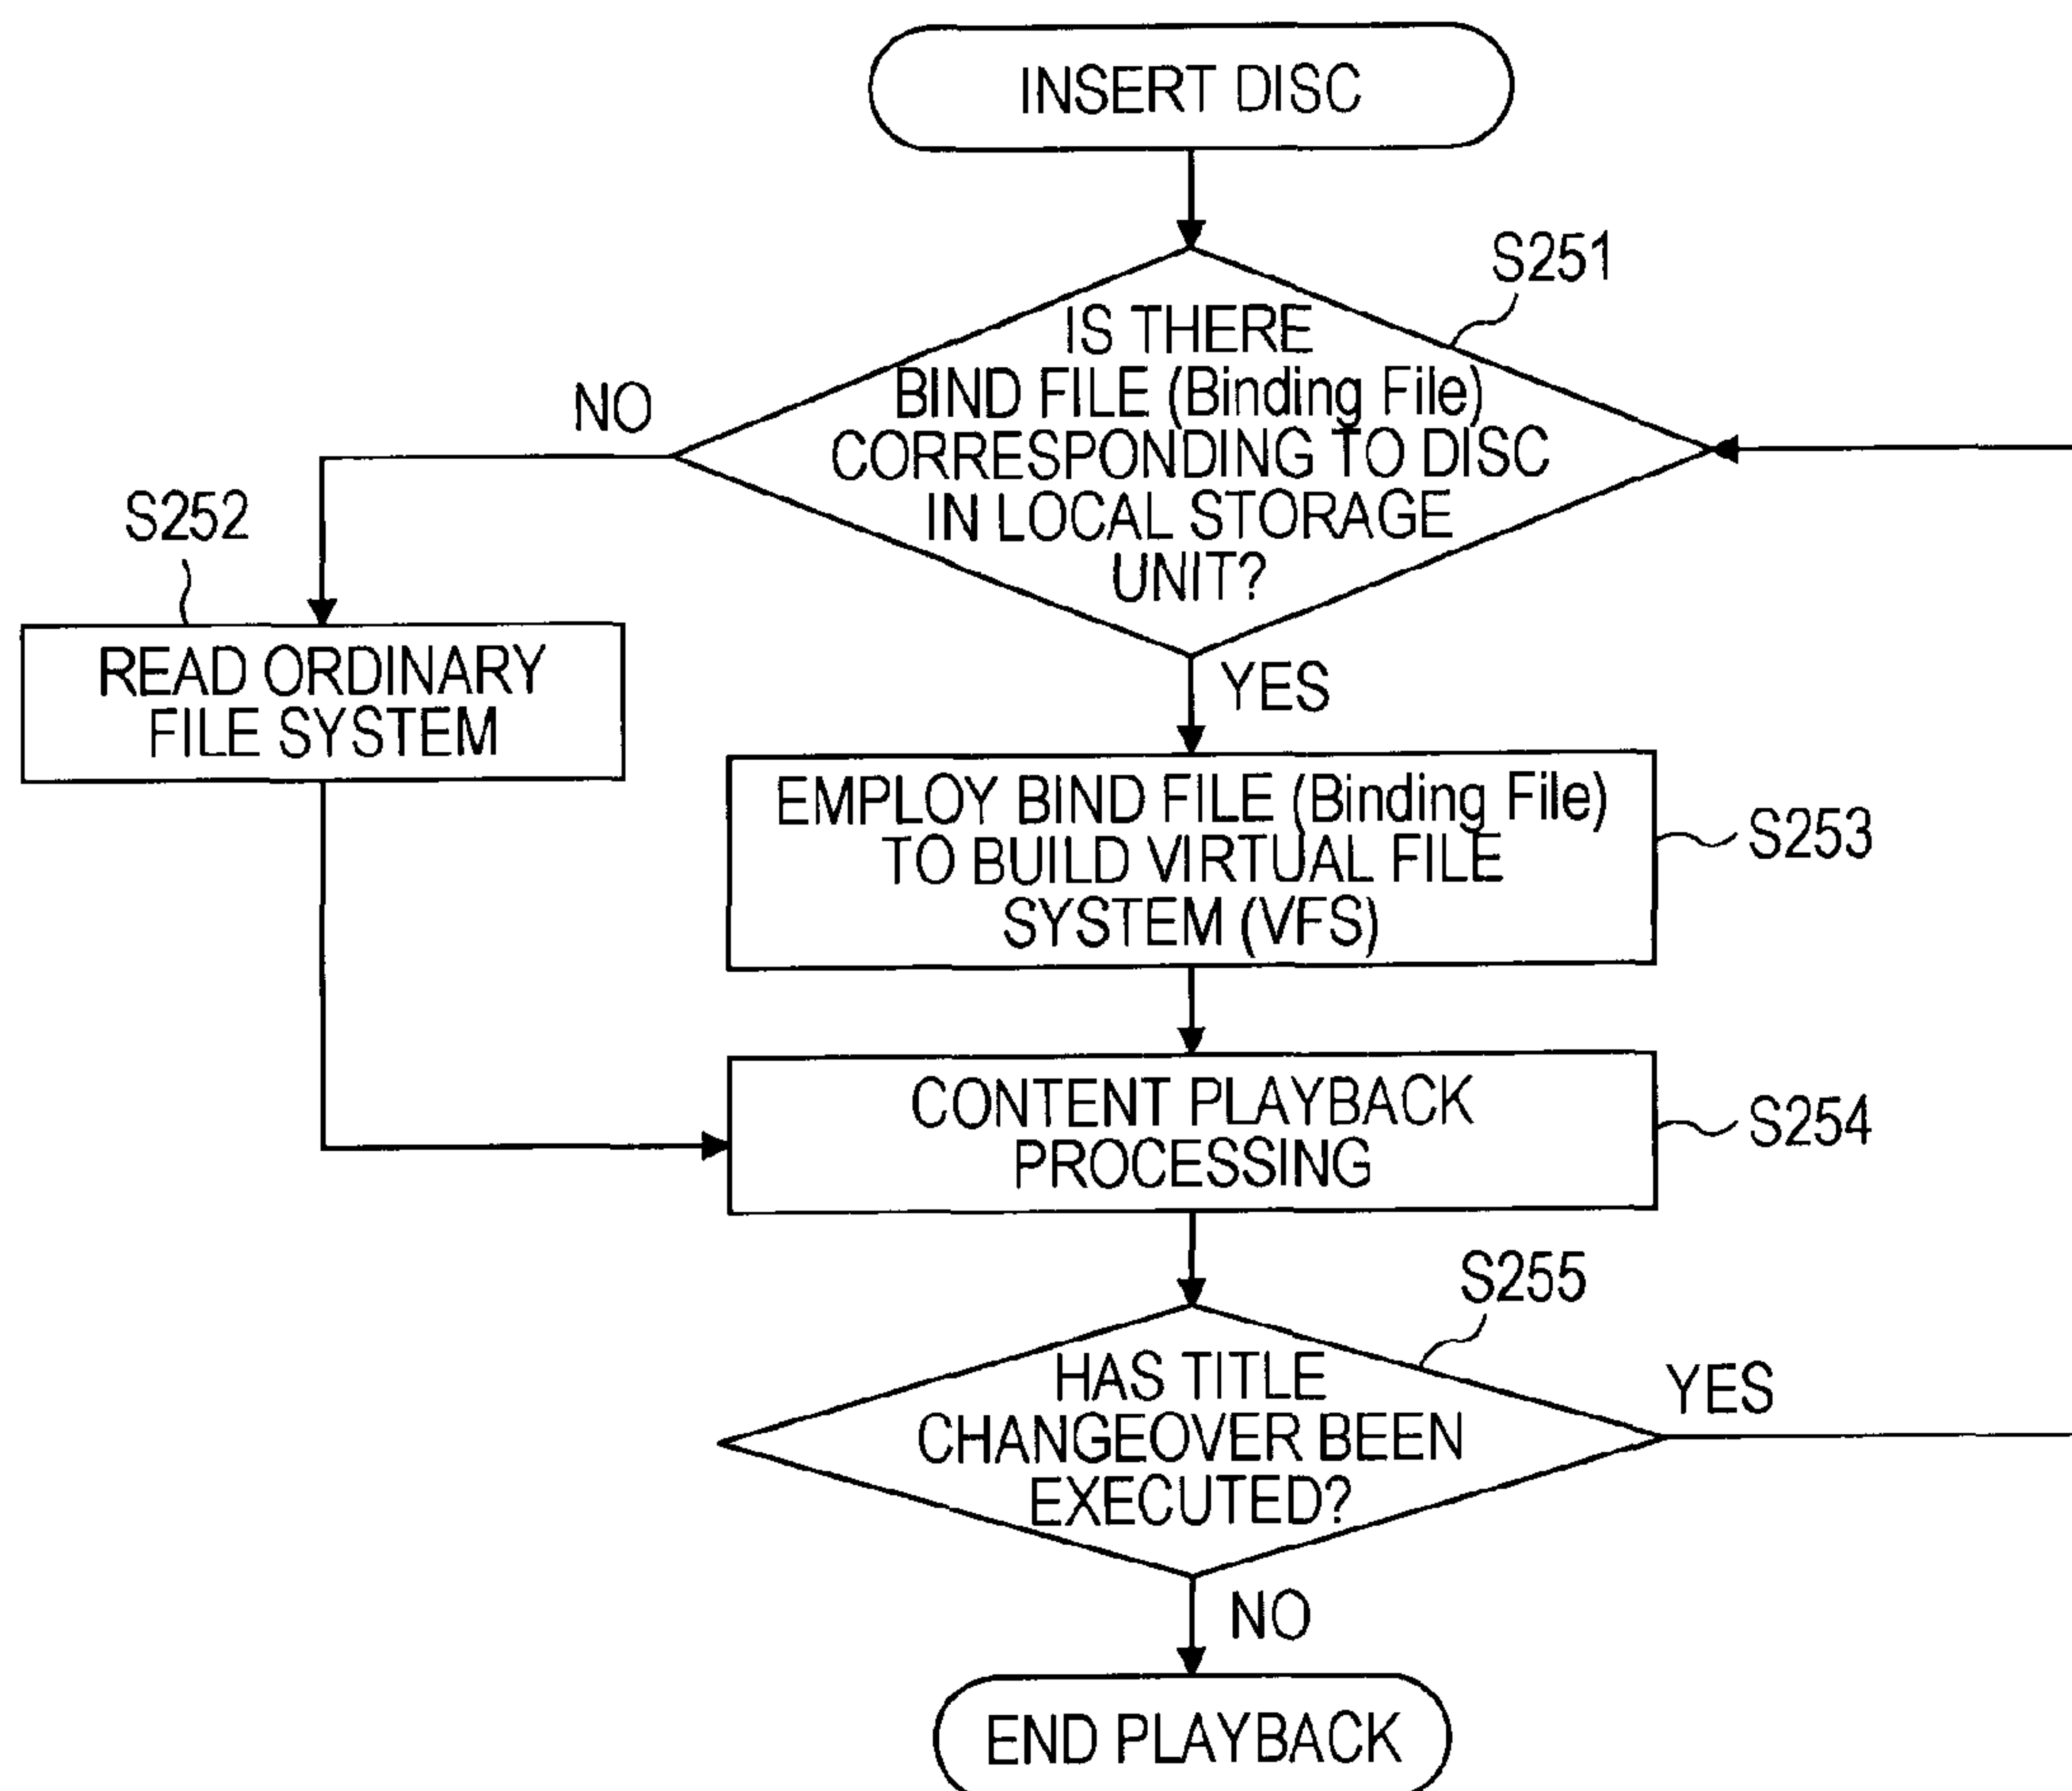 INSERT DISC
S251
IS THERE
BIND FILE (Binding File)
CORRESPONDING TO DISC
IN LOCAL STORAGE
UNIT?
NO
S252
READ ORDINARY
FILE SYSTEM
YES
EMPLOY BIND FILE (Binding File)
TO BUILD VIRTUAL FILE
SYSTEM (VFS)
S253
CONTENT PLAYBACK
PROCESSING
S254
S255
HAS TITLE
CHANGEOVER BEEN
EXECUTED?
YES
NO
END PLAYBACK